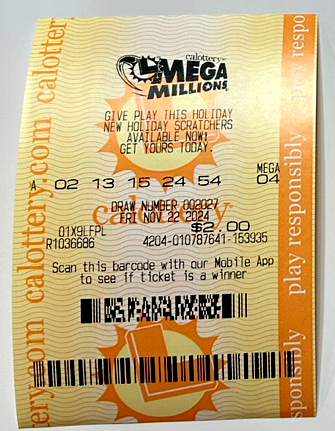 calottery
MEGA
MILLIONS
GIVE PLAY THIS HOLIDAY
NEW HOLIDAY SCRATCHERS
AVAILABLE NOW!
GET YOURS TODAY.
MEGA
A. 02 13 15 24 54 04
DRAW NUMBER 002027
FRI NOV 22 2024
01X9LFPL $2.00
R1036686 4204-010787641-153935
Scan this barcode with our Mobile App
to see if ticket is a winner
calottery.com calottery
play responsibly